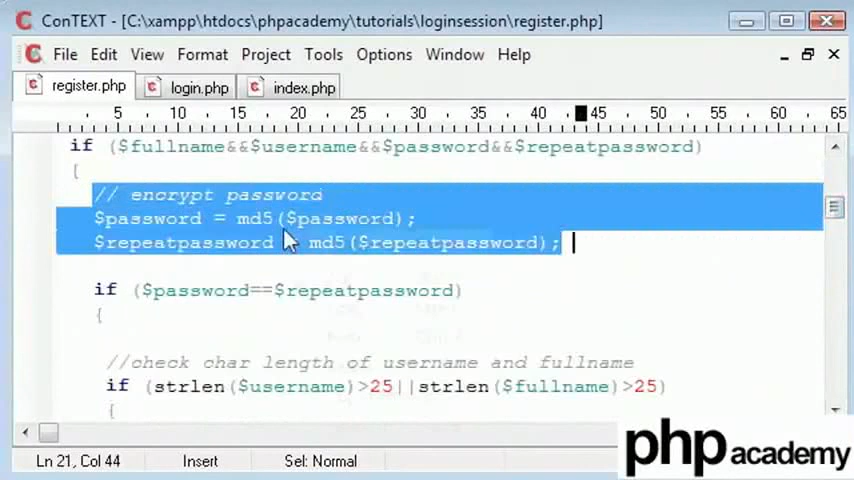 ConTEXT - [C:\xampp\htdocs\phpacademy\tutorials\loginsession\register.php]
File Edit View Format Project Tools Options Window Help
register.php login.php index.php
5 10 15 20 25 30 35 40 45 50 55 60 65
if ($fullname&&$username&&$password&&$repeatpassword)
{
// encrypt password
$password = md5($password);
$repeatpassword md5($repeatpassword);
if ($password==$repeatpassword)
{
//check char length of username and fullname
if (strlen($username)>25||strlen($fullname)>25)
{
Ln 21, Col 44 Insert Sel: Normal
php academy